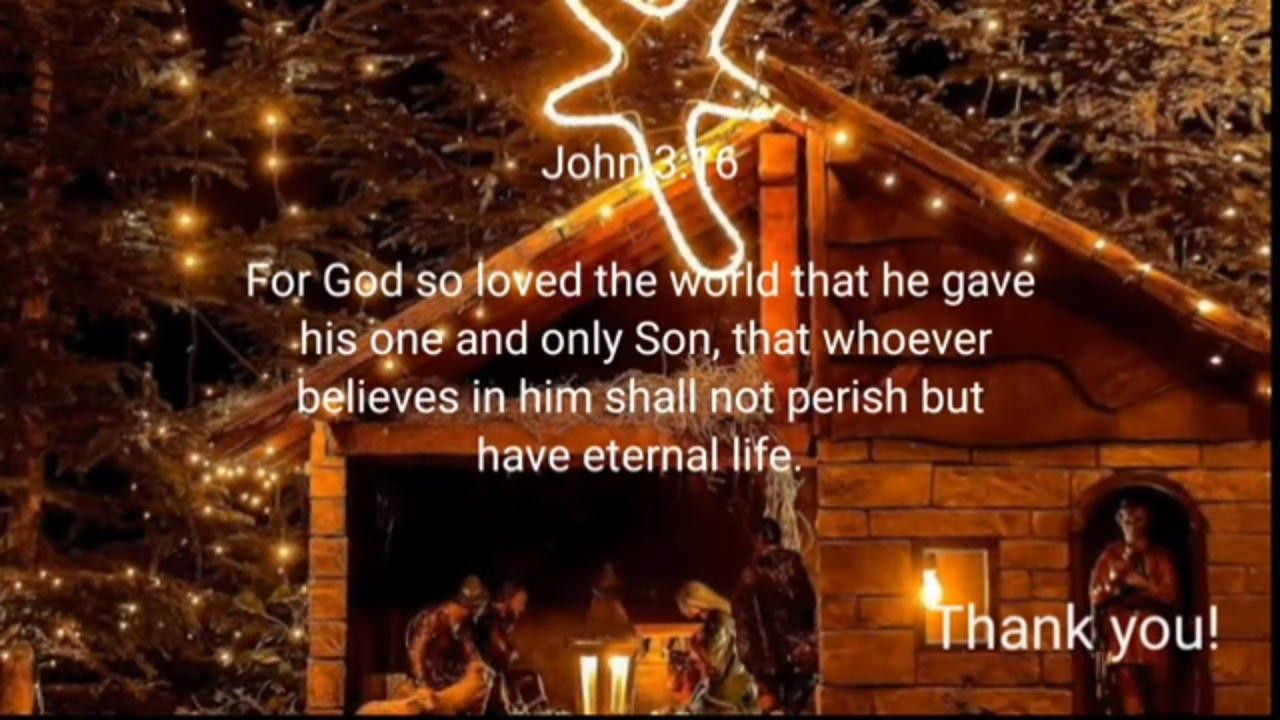 John 3:16
For God so loved the world that he gave
his one and only Son, that whoever
believes in him shall not perish but
have eternal life.
Thank you!